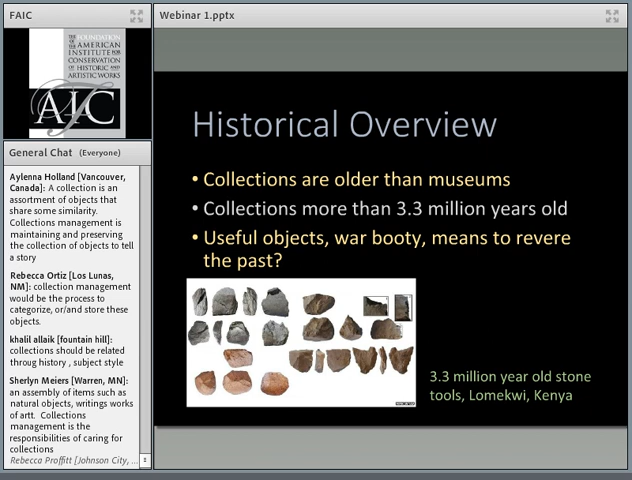 FAIC
THE FOUNDATION
OF THE AMERICAN
INSTITUTE FOR
CONSERVATION
OF HISTORIC AND
ARTISTIC WORKS
AIC
General Chat (Everyone)
Aylenna Holland [Vancouver,
Canada]: A collection is an
assortment of objects that
share some similarity.
Collections management is
maintaining and preserving
the collection of objects to tell
a story
Rebecca Ortiz [Los Lunas,
NM]: collection management
would be the process to
categorize, or/and store these
objects.
khalil allaik [fountain hill]:
collections should be related
throug history , subject style
Sherlyn Meiers [Warren, MN]:
an assembly of items such as
natural objects, writings works
of artt. Collections
management is the
responsibilities of caring for
collections
Rebecca Proffitt [Johnson City, ...
Webinar 1.pptx
Historical Overview
• Collections are older than museums
• Collections more than 3.3 million years old
• Useful objects, war booty, means to revere
the past?
3.3 million year old stone
tools, Lomekwi, Kenya